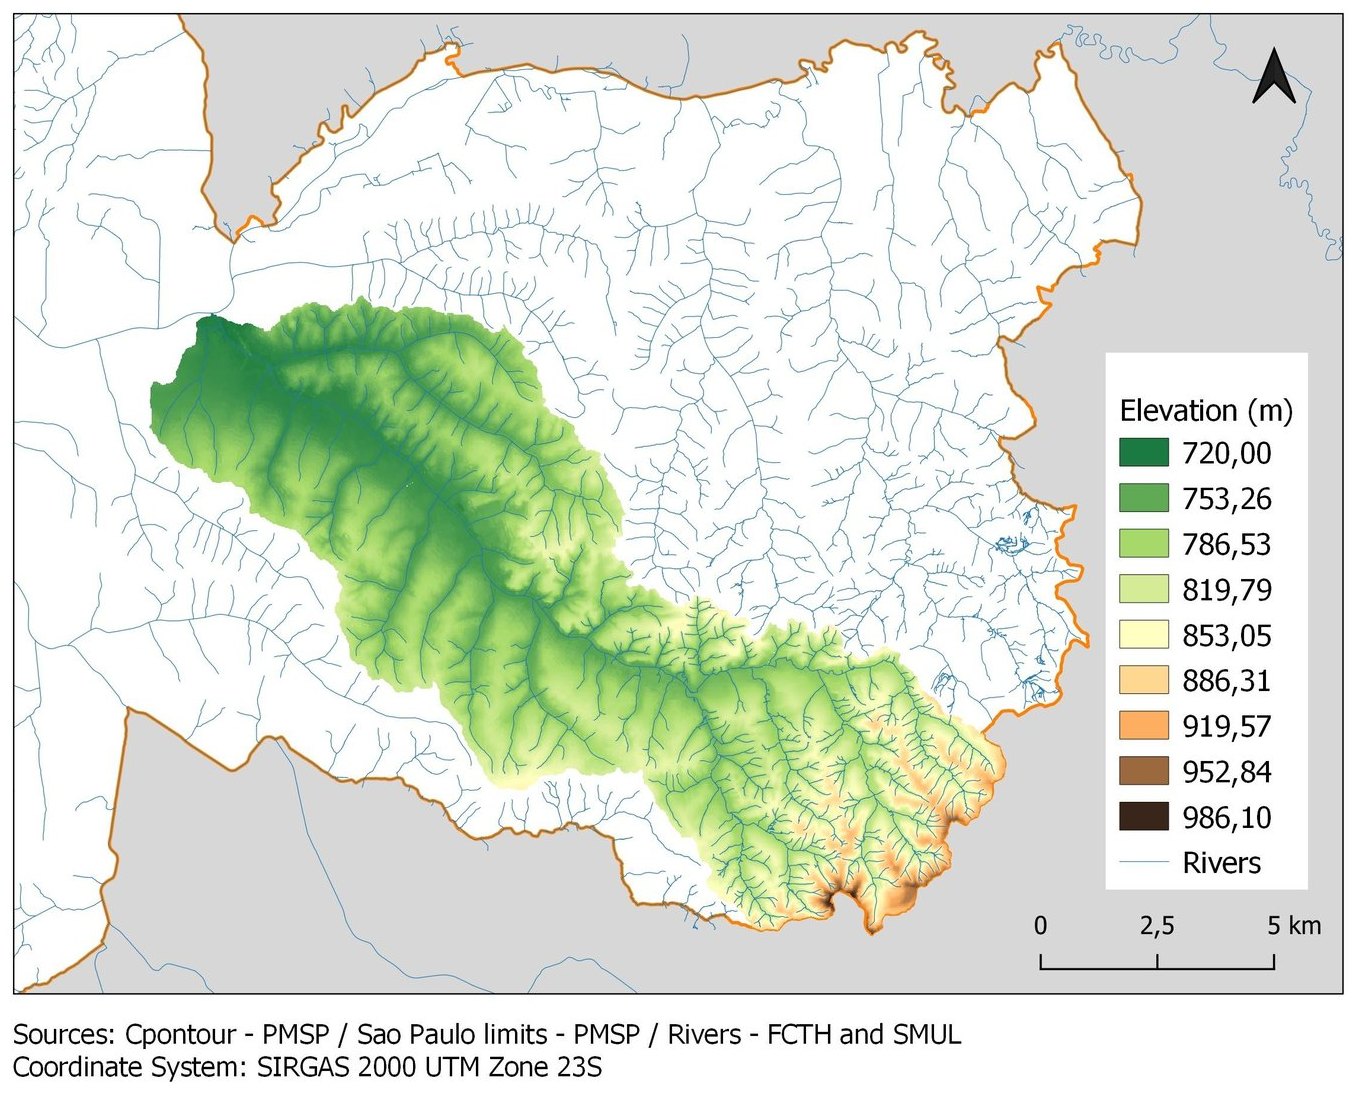 Elevation (m)
720,00
753,26
786,53
819,79
853,05
886,31
919,57
952,84
986,10
Rivers
0 2,5 5 km
Sources: Cpontour - PMSP / Sao Paulo limits - PMSP / Rivers - FCTH and SMUL
Coordinate System: SIRGAS 2000 UTM Zone 23S